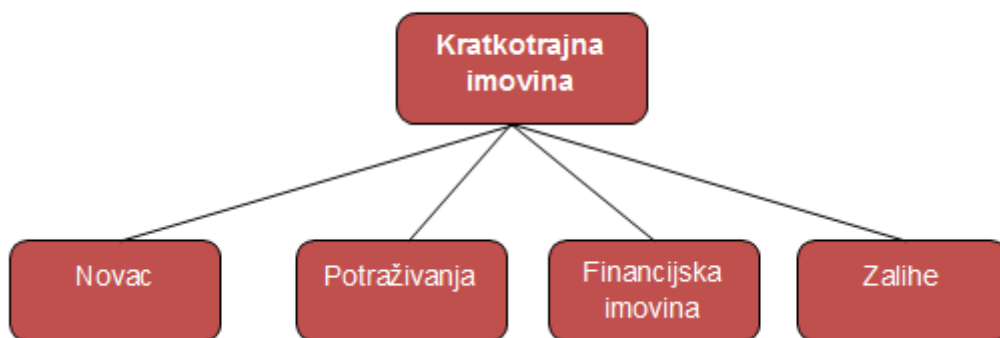 Kratkotrajna
imovina
Novac
Potraživanja
Financijska
imovina
Zalihe